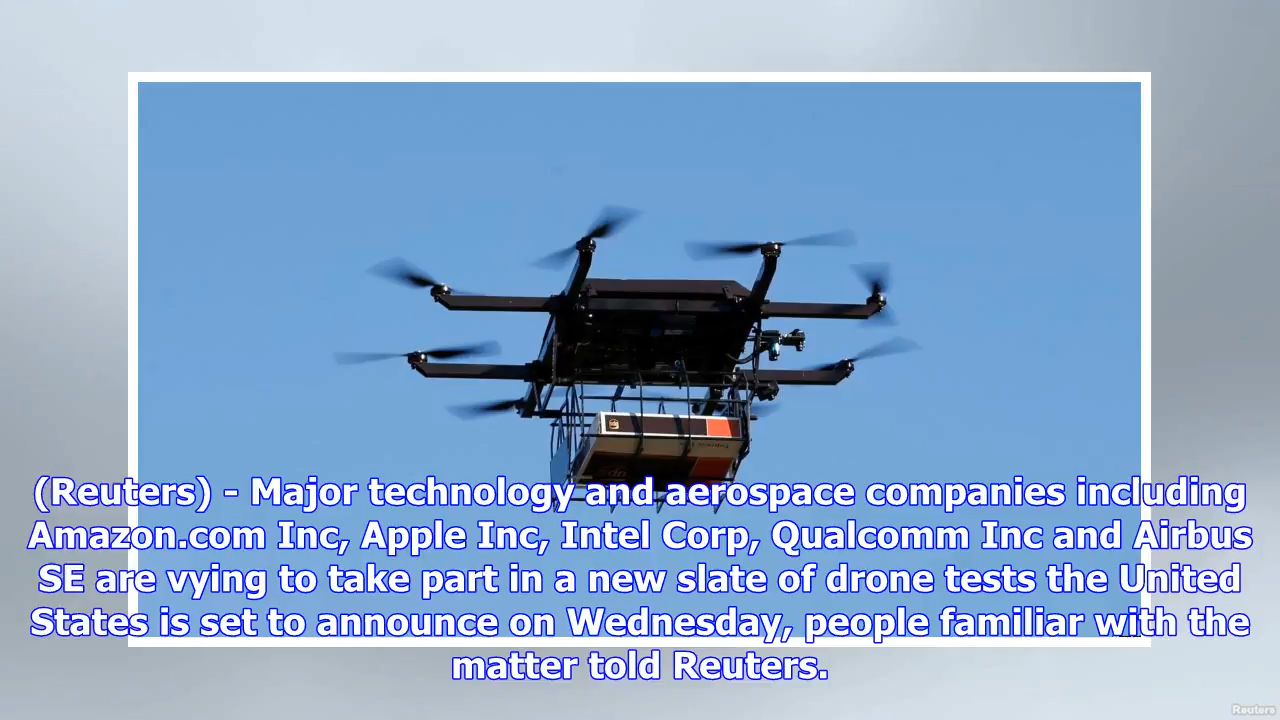 (Reuters) - Major technology and aerospace companies including
Amazon.com Inc, Apple Inc, Intel Corp, Qualcomm Inc and Airbus
SE are vying to take part in a new slate of drone tests the United
States is set to announce on Wednesday, people familiar with the
matter told Reuters.
Reuters